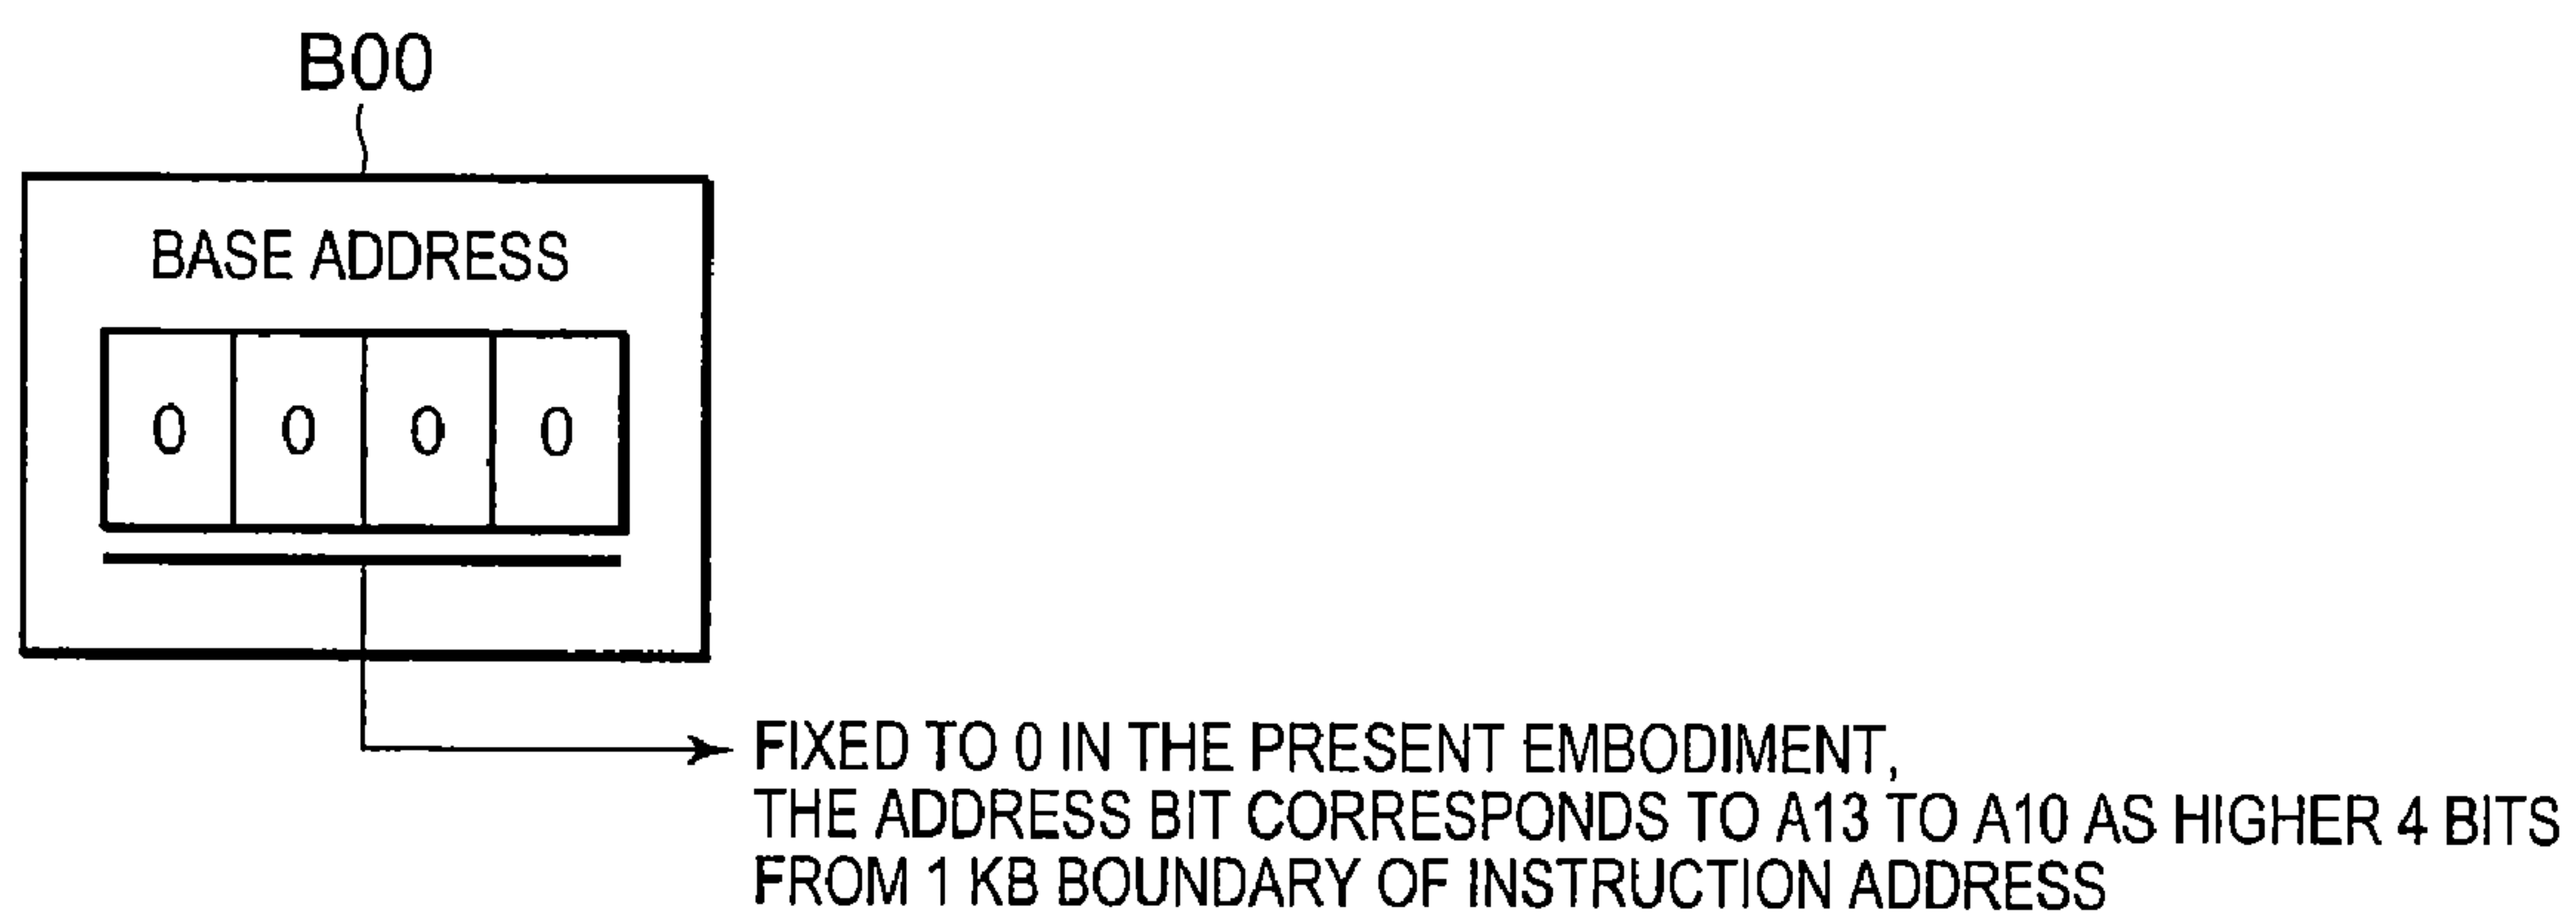 B00
BASE ADDRESS
0 0 0 0
FIXED TO 0 IN THE PRESENT EMBODIMENT,
THE ADDRESS BIT CORRESPONDS TO A13 TO A10 AS HIGHER 4 BITS
FROM 1 KB BOUNDARY OF INSTRUCTION ADDRESS